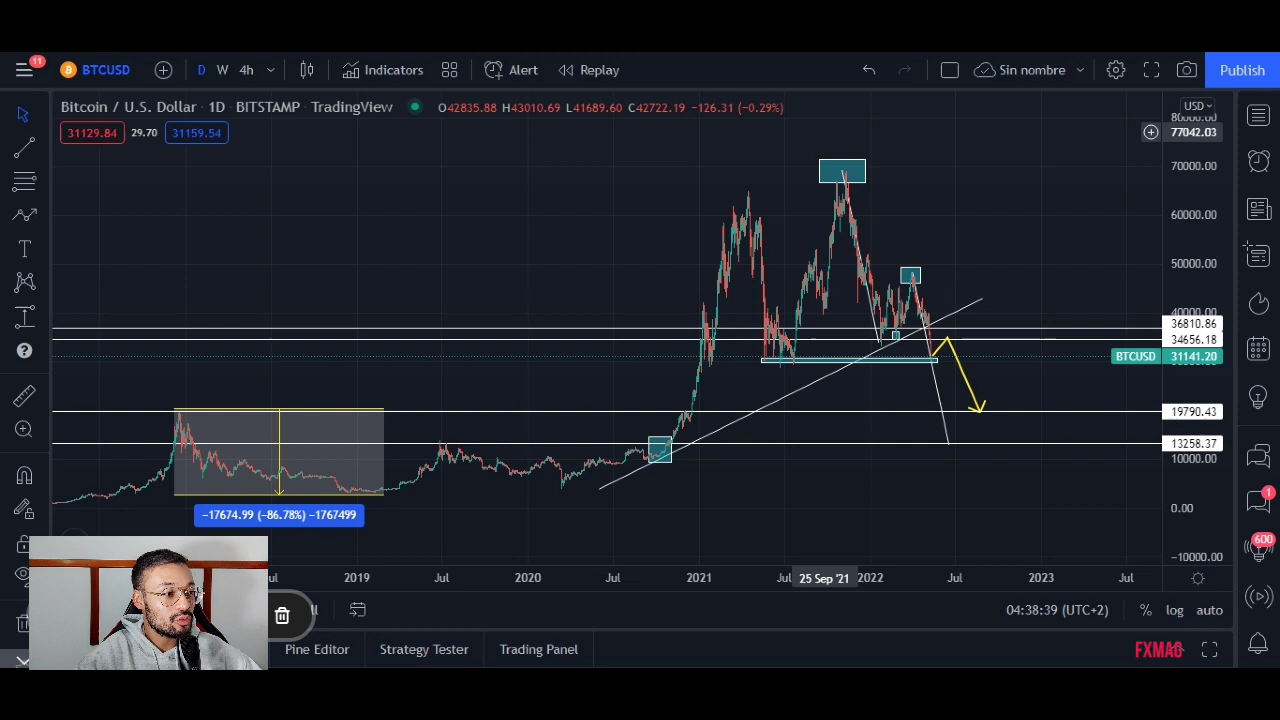 11
BTCUSD
D W 4h
Indicators
Alert
Replay
Sin nombre
Publish
Bitcoin / U.S. Dollar · 1D · BITSTAMP · TradingView
O42835.88 H43010.69 L41689.60 C42722.19 −126.31 (−0.29%)
USD
31129.84 29.70 31159.54
80000.00
77042.03
70000.00
60000.00
50000.00
40000.00
36810.86
34656.18
BTCUSD 31141.20
19790.43
13258.37
10000.00
0.00
−10000.00
−17674.99 (−86.78%) −1767499
1
600
2019 Jul 2020 Jul 2021 25 Sep '21 2022 Jul 2023 Jul
04:38:39 (UTC+2)
% log auto
Pine Editor
Strategy Tester
Trading Panel
FXMAG